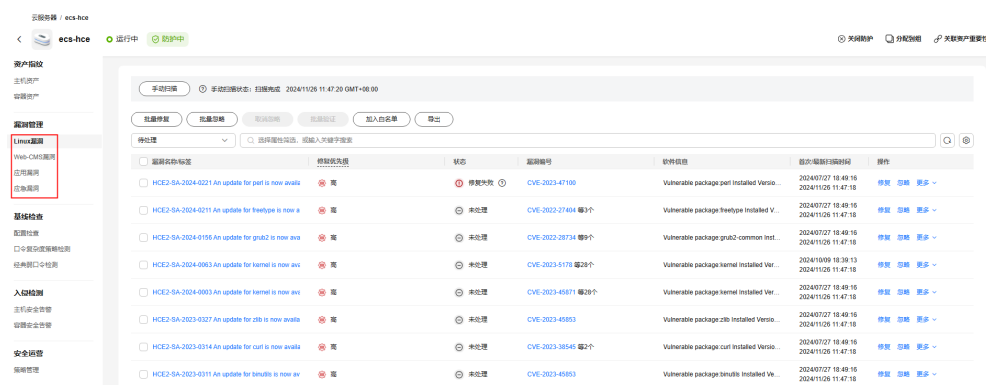 云服务器 / ecs-hce
ecs-hce 运行中 防护中 关闭防护 分配到组 关联资产重要性
资产指纹
主机资产
容器资产
漏洞管理
Linux漏洞
Web-CMS漏洞
应用漏洞
应急漏洞
基线检查
配置检查
口令复杂度策略检测
经典弱口令检测
入侵检测
主机安全告警
容器安全告警
安全运营
策略管理
手动扫描 手动扫描状态：扫描完成 2024/11/26 11:47:20 GMT+08:00
批量修复 批量忽略 取消忽略 批量验证 加入白名单 导出
待处理 选择属性筛选，或输入关键字搜索
漏洞名称/标签 修复优先级 状态 漏洞编号 软件信息 首次/最新扫描时间 操作
HCE2-SA-2024-0221 An update for perl is now availa 高 修复失败 CVE-2023-47100 Vulnerable package:perl Installed Versio... 2024/07/27 18:49:16 2024/11/26 11:47:18 修复 忽略 更多
HCE2-SA-2024-0211 An update for freetype is now a 高 未处理 CVE-2022-27404 等3个 Vulnerable package:freetype Installed V... 2024/07/27 18:49:16 2024/11/26 11:47:18 修复 忽略 更多
HCE2-SA-2024-0156 An update for grub2 is now ava 高 未处理 CVE-2022-28734 等9个 Vulnerable package:grub2-common Inst... 2024/07/27 18:49:16 2024/11/26 11:47:18 修复 忽略 更多
HCE2-SA-2024-0063 An update for kernel is now ava 高 未处理 CVE-2023-5178 等28个 Vulnerable package:kernel Installed Ver... 2024/10/09 18:39:13 2024/11/26 11:47:18 修复 忽略 更多
HCE2-SA-2024-0003 An update for kernel is now ava 高 未处理 CVE-2023-45871 等28个 Vulnerable package:kernel Installed Ver... 2024/07/27 18:49:16 2024/11/26 11:47:18 修复 忽略 更多
HCE2-SA-2023-0327 An update for zlib is now availa 高 未处理 CVE-2023-45853 Vulnerable package:zlib Installed Versio... 2024/07/27 18:49:16 2024/11/26 11:47:18 修复 忽略 更多
HCE2-SA-2023-0314 An update for curl is now availa 高 未处理 CVE-2023-38545 等2个 Vulnerable package:curl Installed Versio... 2024/07/27 18:49:16 2024/11/26 11:47:18 修复 忽略 更多
HCE2-SA-2023-0311 An update for binutils is now av 高 未处理 CVE-2023-45853 Vulnerable package:binutils Installed Ve... 2024/07/27 18:49:16 2024/11/26 11:47:18 修复 忽略 更多